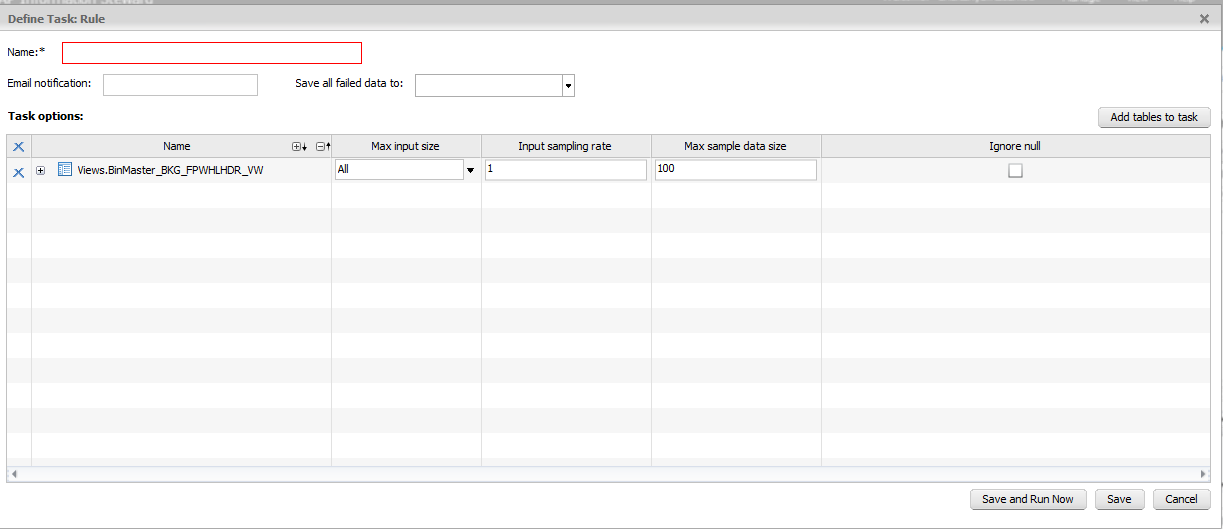 Information Steward
Define Task: Rule
Name:*
Email notification:
Save all failed data to:
Task options:
Add tables to task
Name
Max input size
Input sampling rate
Max sample data size
Ignore null
Views.BinMaster_BKG_FPWHLHDR_VW
All
1
100
Save and Run Now
Save
Cancel